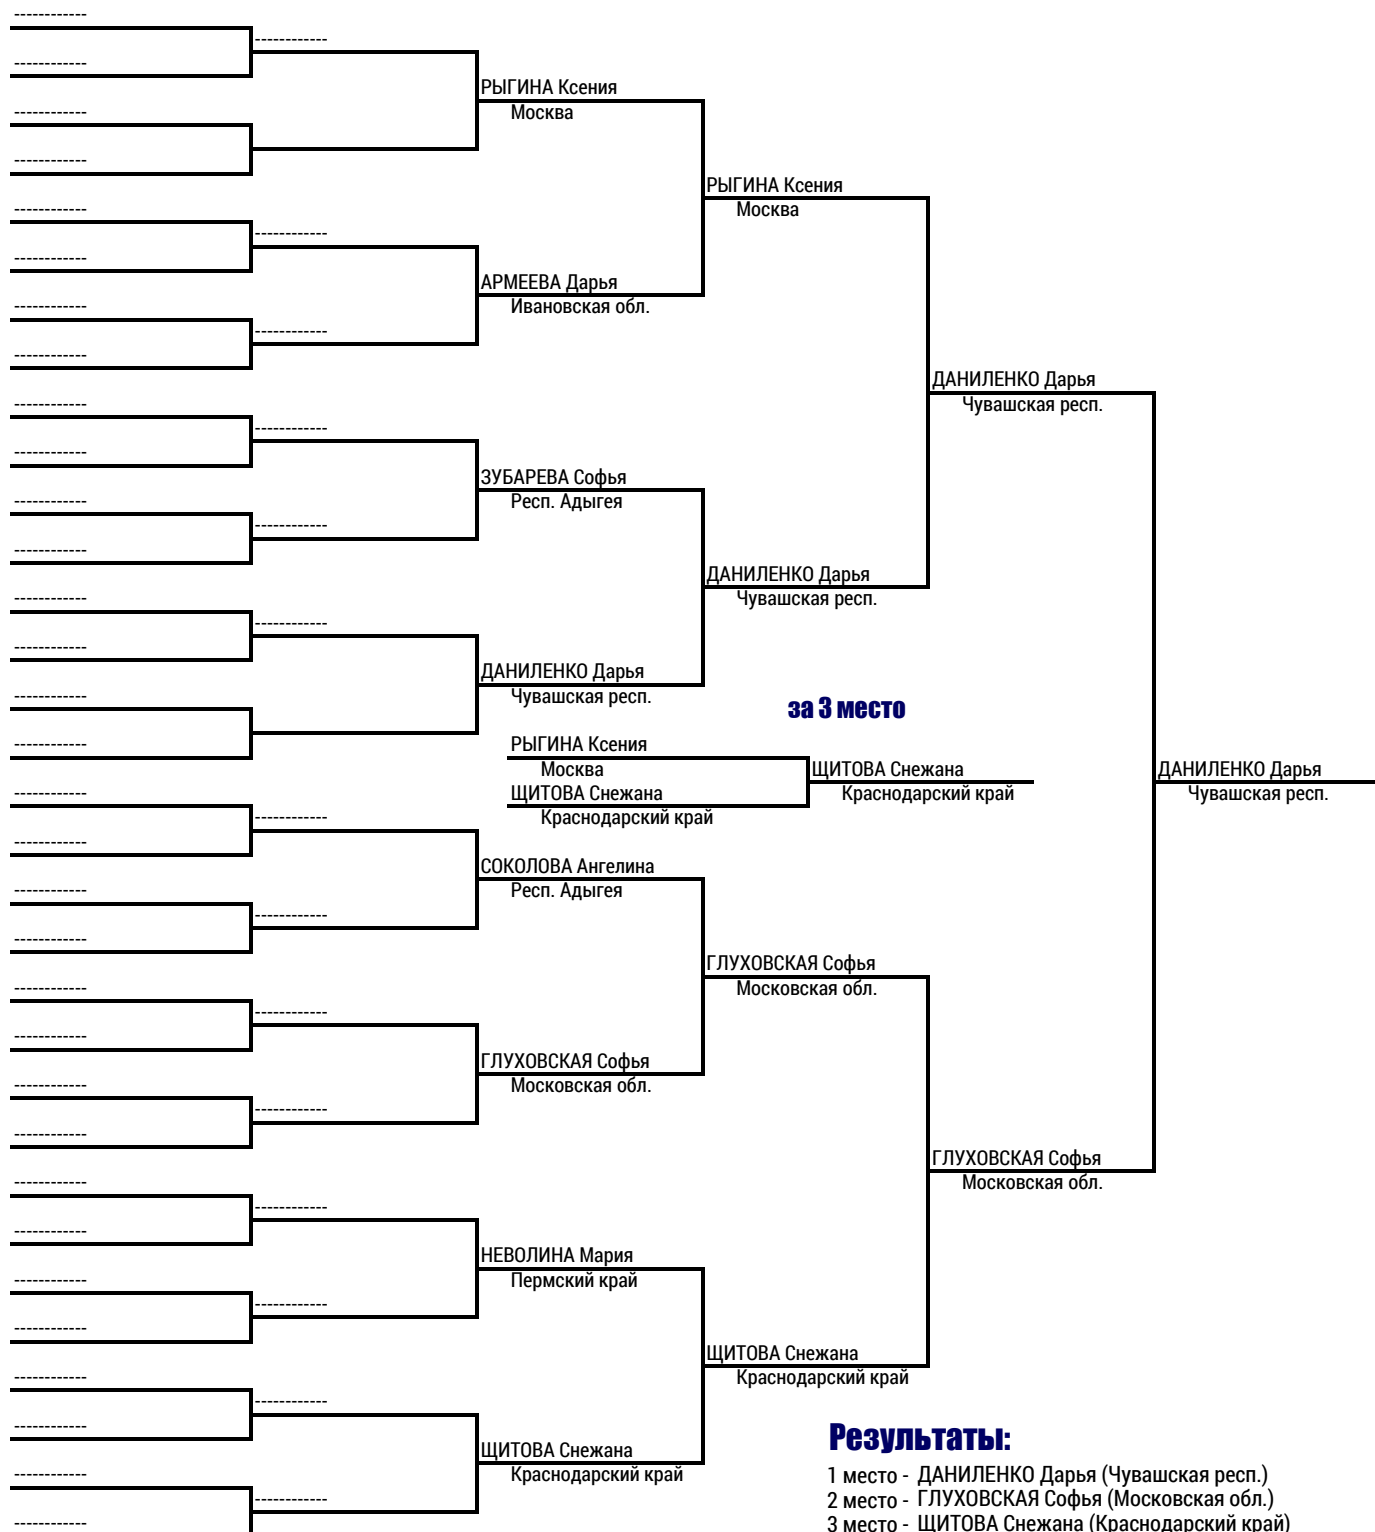 ------------
------------
------------
------------
------------
РЫГИНА Ксения
Москва
------------
------------
РЫГИНА Ксения
Москва
------------
------------
АРМЕЕВА Дарья
Ивановская обл.
------------
------------
------------
ДАНИЛЕНКО Дарья
Чувашская респ.
------------
------------
------------
ЗУБАРЕВА Софья
Респ. Адыгея
------------
------------
------------
ДАНИЛЕНКО Дарья
Чувашская респ.
------------
------------
------------
ДАНИЛЕНКО Дарья
Чувашская респ.
------------
за 3 место
------------
РЫГИНА Ксения
Москва
ЩИТОВА Снежана
Краснодарский край
ЩИТОВА Снежана
Краснодарский край
ДАНИЛЕНКО Дарья
Чувашская респ.
------------
------------
------------
СОКОЛОВА Ангелина
Респ. Адыгея
------------
------------
------------
ГЛУХОВСКАЯ Софья
Московская обл.
------------
------------
------------
ГЛУХОВСКАЯ Софья
Московская обл.
------------
------------
------------
ГЛУХОВСКАЯ Софья
Московская обл.
------------
------------
------------
НЕВОЛИНА Мария
Пермский край
------------
------------
------------
ЩИТОВА Снежана
Краснодарский край
------------
------------
------------
ЩИТОВА Снежана
Краснодарский край
------------
------------
------------
Результаты:
1 место - ДАНИЛЕНКО Дарья (Чувашская респ.)
2 место - ГЛУХОВСКАЯ Софья (Московская обл.)
3 место - ЩИТОВА Снежана (Краснодарский край)